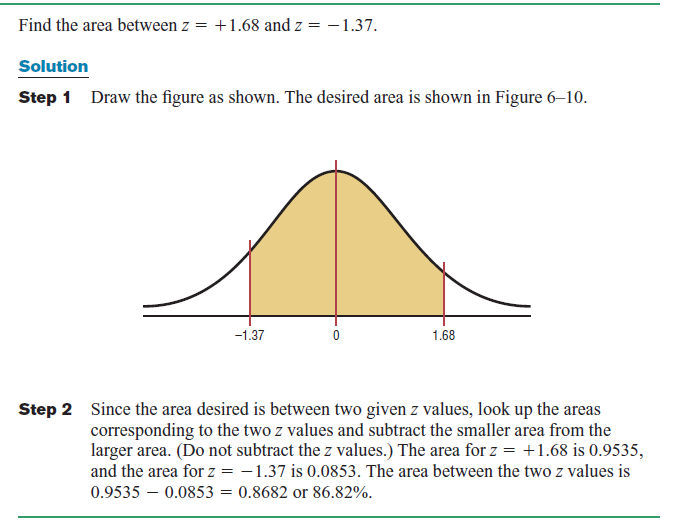 Find the area between z = +1.68 and z = −1.37.
Solution
Step 1 Draw the figure as shown. The desired area is shown in Figure 6–10.
−1.37 0 1.68
Step 2 Since the area desired is between two given z values, look up the areas
corresponding to the two z values and subtract the smaller area from the
larger area. (Do not subtract the z values.) The area for z = +1.68 is 0.9535,
and the area for z = −1.37 is 0.0853. The area between the two z values is
0.9535 − 0.0853 = 0.8682 or 86.82%.